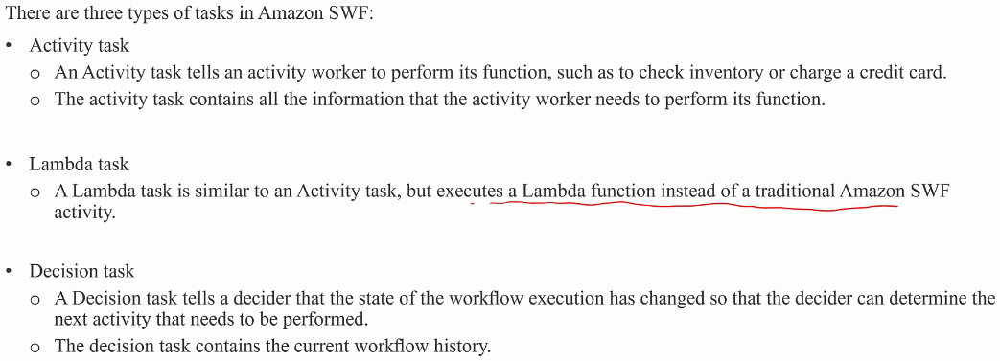 There are three types of tasks in Amazon SWF:
• Activity task
o An Activity task tells an activity worker to perform its function, such as to check inventory or charge a credit card.
o The activity task contains all the information that the activity worker needs to perform its function.
• Lambda task
o A Lambda task is similar to an Activity task, but executes a Lambda function instead of a traditional Amazon SWF
activity.
• Decision task
o A Decision task tells a decider that the state of the workflow execution has changed so that the decider can determine the
next activity that needs to be performed.
o The decision task contains the current workflow history.